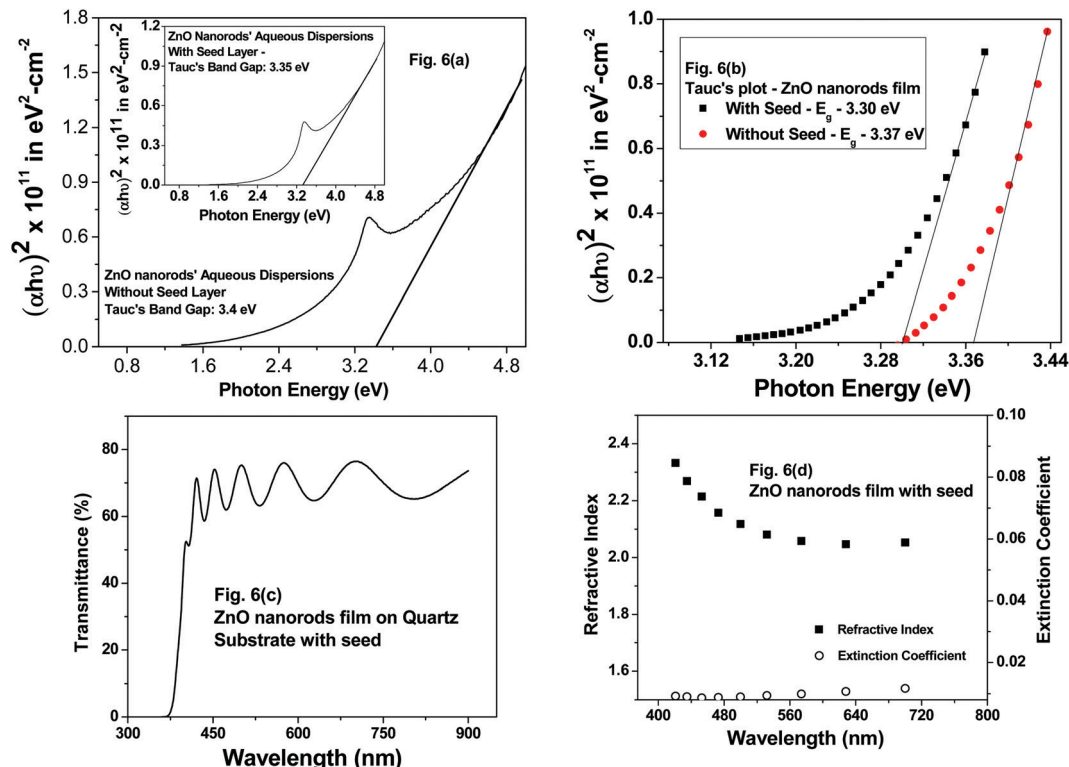 (αhυ)² x 10¹¹ in eV²-cm⁻²
1.8
1.5
1.2
0.9
0.6
0.3
0.0
0.8
1.6
2.4
3.2
4.0
4.8
Photon Energy (eV)
Fig. 6(a)
ZnO nanorods' Aqueous Dispersions
Without Seed Layer
Tauc's Band Gap: 3.4 eV
(αhυ)² x 10¹¹ in eV²-cm⁻²
1.2
0.9
0.6
0.3
0.0
0.8
1.6
2.4
3.2
4.0
4.8
Photon Energy (eV)
ZnO Nanorods' Aqueous Dispersions
With Seed Layer -
Tauc's Band Gap: 3.35 eV
(αhυ)² x 10¹¹ in eV²-cm⁻²
1.0
0.8
0.6
0.4
0.2
0.0
3.12
3.20
3.28
3.36
3.44
Photon Energy (eV)
Fig. 6(b)
Tauc's plot - ZnO nanorods film
With Seed - Eg - 3.30 eV
Without Seed - Eg - 3.37 eV
Transmittance (%)
80
60
40
20
0
300
450
600
750
900
Wavelength (nm)
Fig. 6(c)
ZnO nanorods film on Quartz
Substrate with seed
Refractive Index
2.4
2.2
2.0
1.8
1.6
400
480
560
640
720
800
Wavelength (nm)
Fig. 6(d)
ZnO nanorods film with seed
Refractive Index
Extinction Coefficient
0.10
0.08
0.06
0.04
0.02
Extinction Coefficient